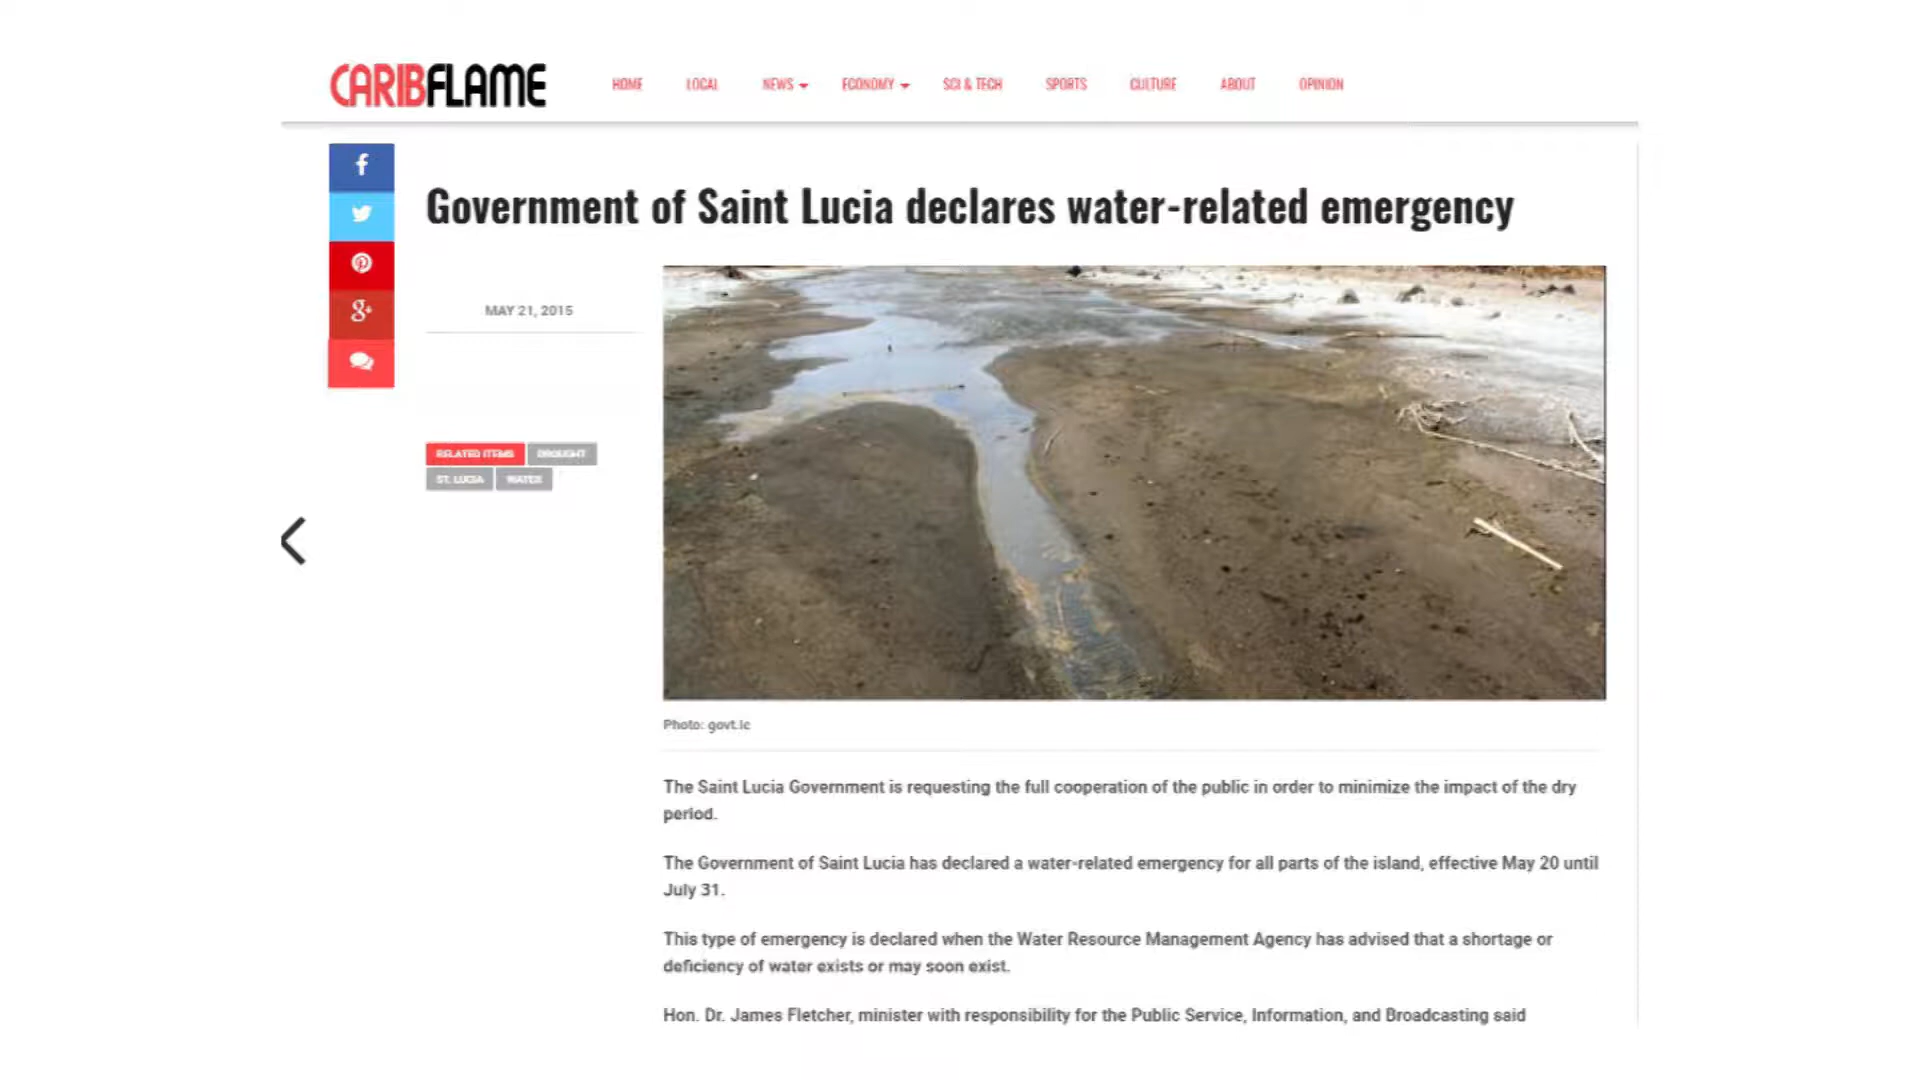 CARIBFLAME
HOME LOCAL NEWS ECONOMY SCI & TECH SPORTS CULTURE ABOUT OPINION
Government of Saint Lucia declares water-related emergency
MAY 21, 2015
RELATED ITEMS DROUGHT
ST. LUCIA WATER
Photo: govt.lc
The Saint Lucia Government is requesting the full cooperation of the public in order to minimize the impact of the dry
period.
The Government of Saint Lucia has declared a water-related emergency for all parts of the island, effective May 20 until
July 31.
This type of emergency is declared when the Water Resource Management Agency has advised that a shortage or
deficiency of water exists or may soon exist.
Hon. Dr. James Fletcher, minister with responsibility for the Public Service, Information, and Broadcasting said